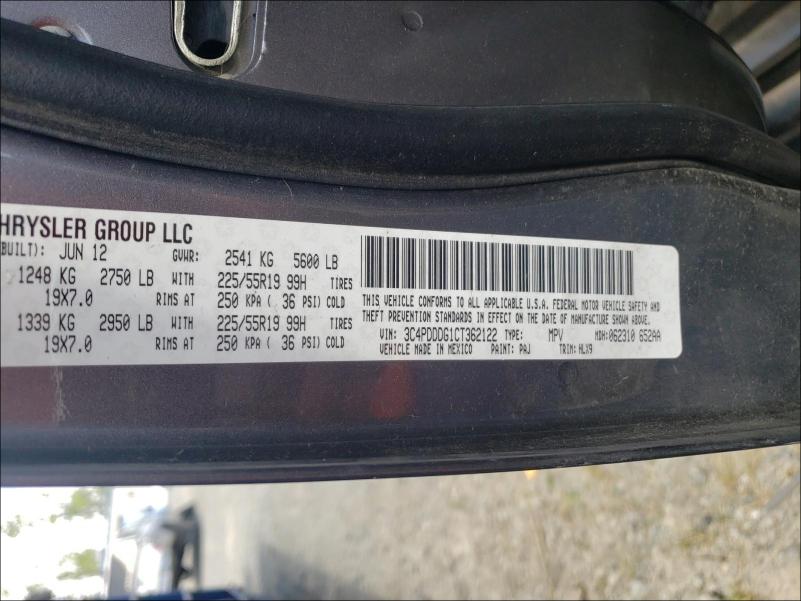 HRYSLER GROUP LLC
BUILT): JUN 12 GVWR: 2541 KG 5600 LB
1248 KG 2750 LB WITH 225/55R19 99H TIRES
19X7.0 RIMS AT 250 KPA ( 36 PSI) COLD
1339 KG 2950 LB WITH 225/55R19 99H TIRES
19X7.0 RIMS AT 250 KPA ( 36 PSI) COLD
THIS VEHICLE CONFORMS TO ALL APPLICABLE U.S.A. FEDERAL MOTOR VEHICLE SAFETY AND
THEFT PREVENTION STANDARDS IN EFFECT ON THE DATE OF MANUFACTURE SHOWN ABOVE.
VIN: 3C4PDDDG1CT362122 TYPE: MPV MDH: 062310 652AA
VEHICLE MADE IN MEXICO PAINT: PAJ TRIM: HLX9